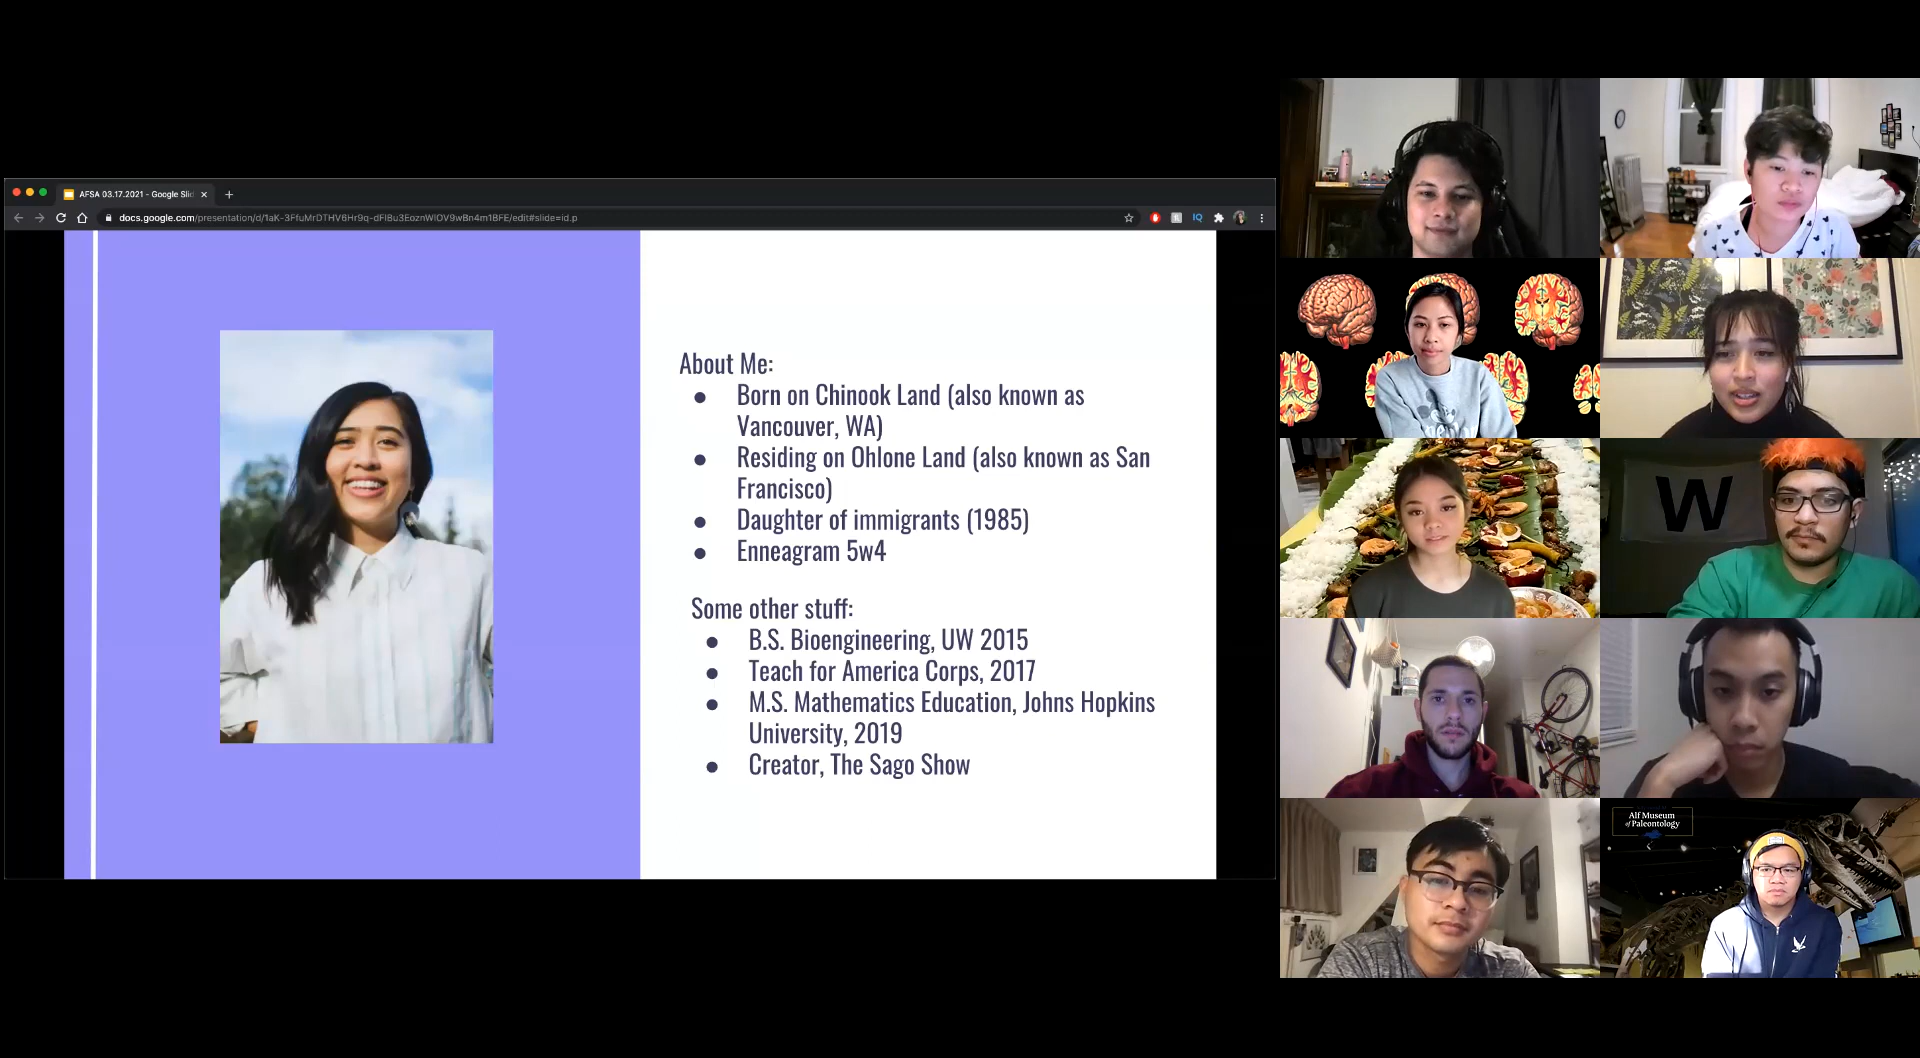 AFSA 03.17.2021 - Google Slid
docs.google.com/presentation/d/1aK-3FfuMrDTHV6Hr9q-dFIBu3EoznWlOV9wBn4m1BFE/edit#slide=id.p
IQ
About Me:
● Born on Chinook Land (also known as
Vancouver, WA)
● Residing on Ohlone Land (also known as San
Francisco)
● Daughter of immigrants (1985)
● Enneagram 5w4
Some other stuff:
● B.S. Bioengineering, UW 2015
● Teach for America Corps, 2017
● M.S. Mathematics Education, Johns Hopkins
University, 2019
● Creator, The Sago Show
W
Alf Museum
of Paleontology